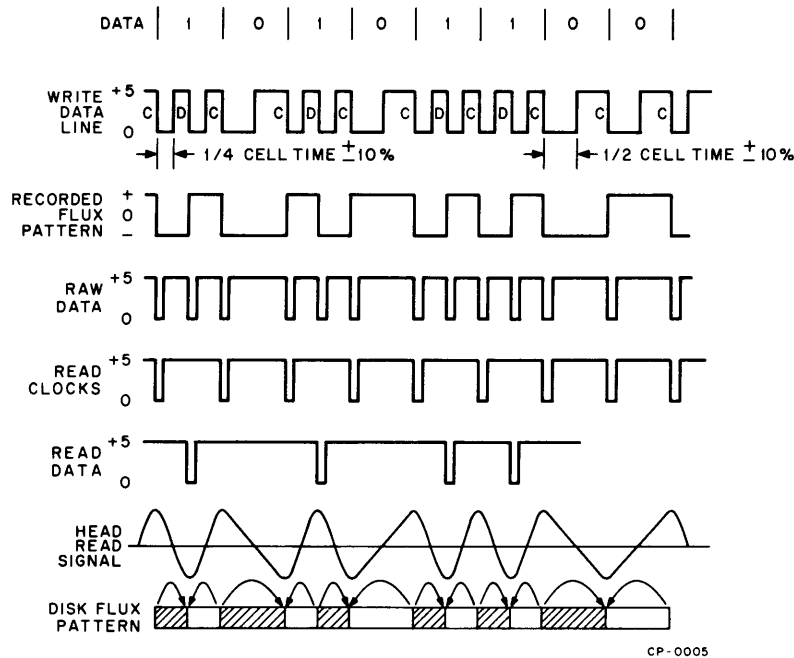 DATA | 1 | 0 | 1 | 0 | 1 | 1 | 0 | 0 |
WRITE DATA LINE +5 0 C D C C D C C D C D C C C
1/4 CELL TIME ± 10% 1/2 CELL TIME ± 10%
RECORDED FLUX PATTERN + 0 −
RAW DATA +5 0
READ CLOCKS +5 0
READ DATA +5 0
HEAD READ SIGNAL
DISK FLUX PATTERN
CP-0005